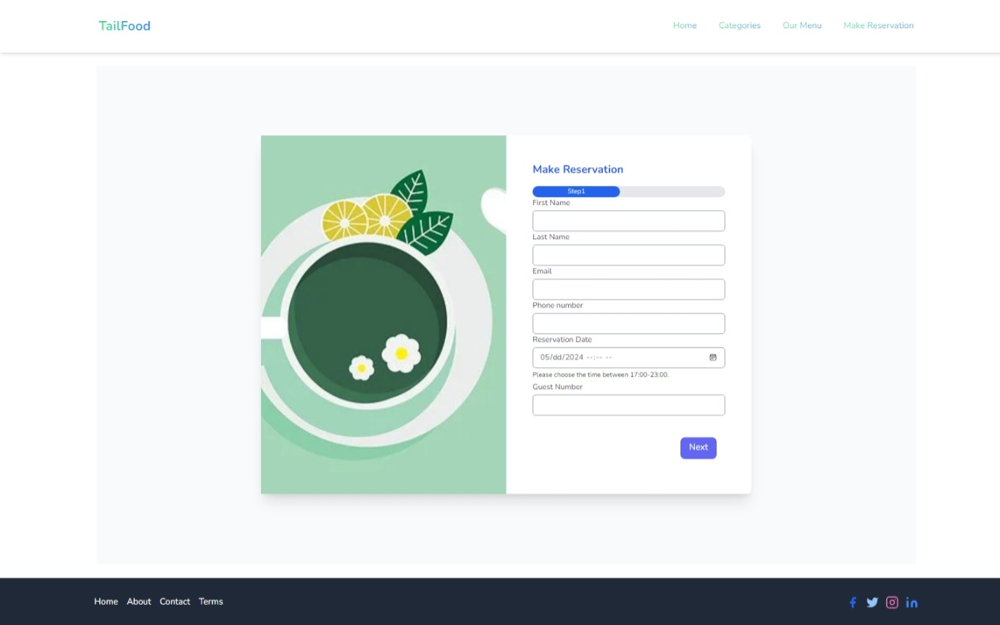 TailFood
Home Categories Our Menu Make Reservation
Make Reservation
Step1
First Name
Last Name
Email
Phone number
Reservation Date
05/dd/2024 --:-- --
Please choose the time between 17:00-23:00.
Guest Number
Next
Home About Contact Terms